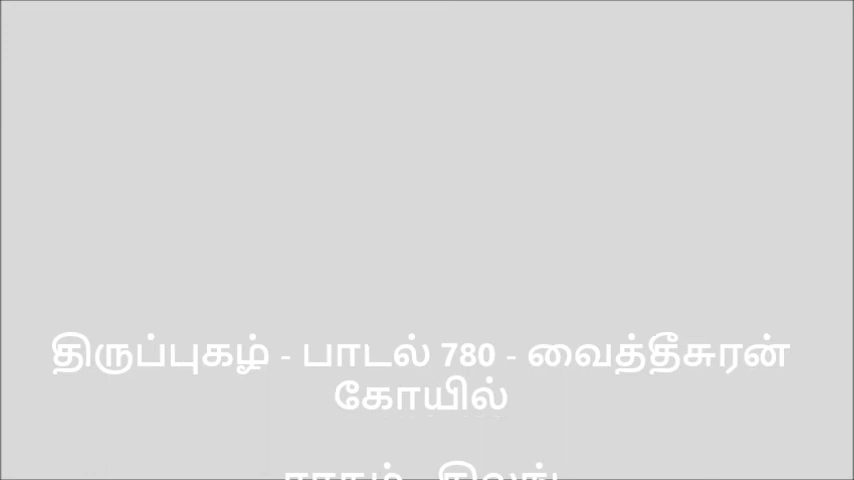 திருப்புகழ் - பாடல் 780 - வைத்தீசுரன்
கோயில்